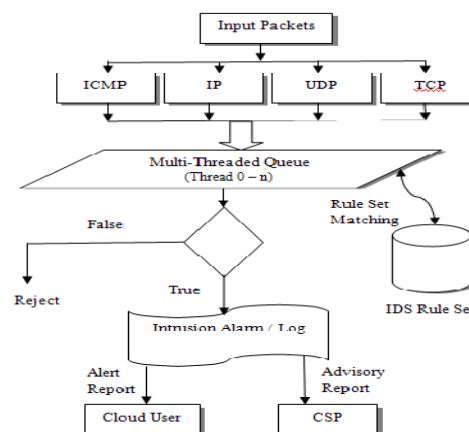 Input Packets
ICMP
IP
UDP
TCP
Multi-Threaded Queue
(Thread 0 – n)
Rule Set
Matching
False
Reject
True
IDS Rule Se
Intrusion Alarm / Log
Alert
Report
Advisory
Report
Cloud User
CSP